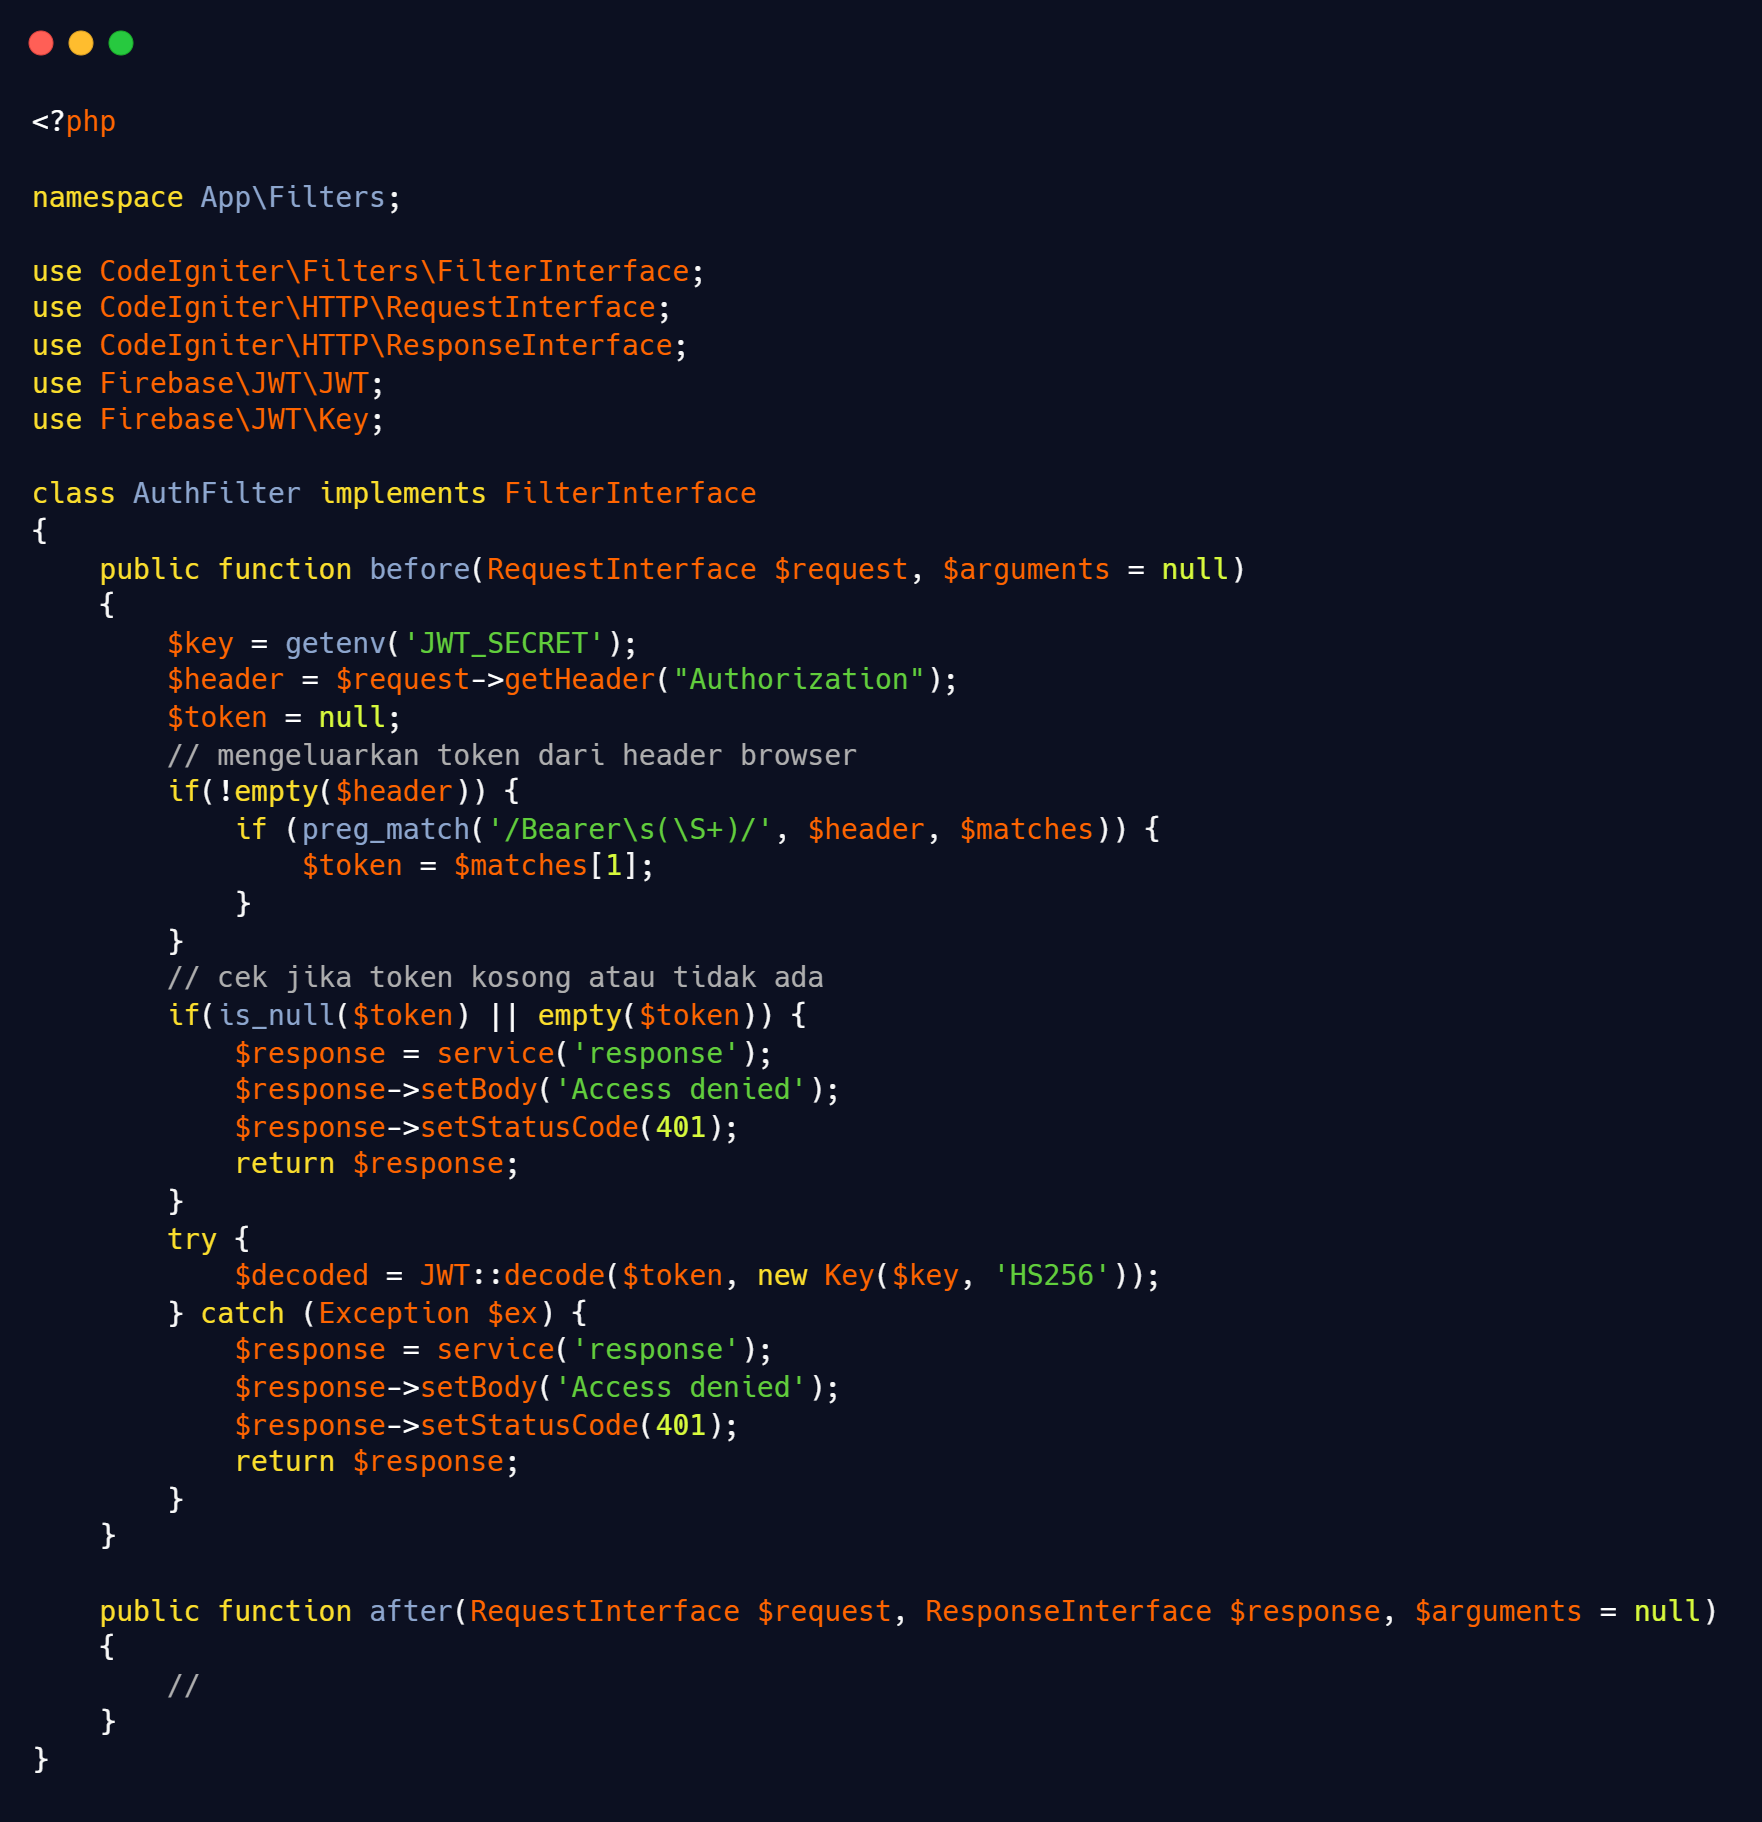 <?php

namespace App\Filters;

use CodeIgniter\Filters\FilterInterface;
use CodeIgniter\HTTP\RequestInterface;
use CodeIgniter\HTTP\ResponseInterface;
use Firebase\JWT\JWT;
use Firebase\JWT\Key;

class AuthFilter implements FilterInterface
{
    public function before(RequestInterface $request, $arguments = null)
    {
        $key = getenv('JWT_SECRET');
        $header = $request->getHeader("Authorization");
        $token = null;
        // mengeluarkan token dari header browser
        if(!empty($header)) {
            if (preg_match('/Bearer\s(\S+)/', $header, $matches)) {
                $token = $matches[1];
            }
        }
        // cek jika token kosong atau tidak ada
        if(is_null($token) || empty($token)) {
            $response = service('response');
            $response->setBody('Access denied');
            $response->setStatusCode(401);
            return $response;
        }
        try {
            $decoded = JWT::decode($token, new Key($key, 'HS256'));
        } catch (Exception $ex) {
            $response = service('response');
            $response->setBody('Access denied');
            $response->setStatusCode(401);
            return $response;
        }
    }

    public function after(RequestInterface $request, ResponseInterface $response, $arguments = null)
    {
        //
    }
}